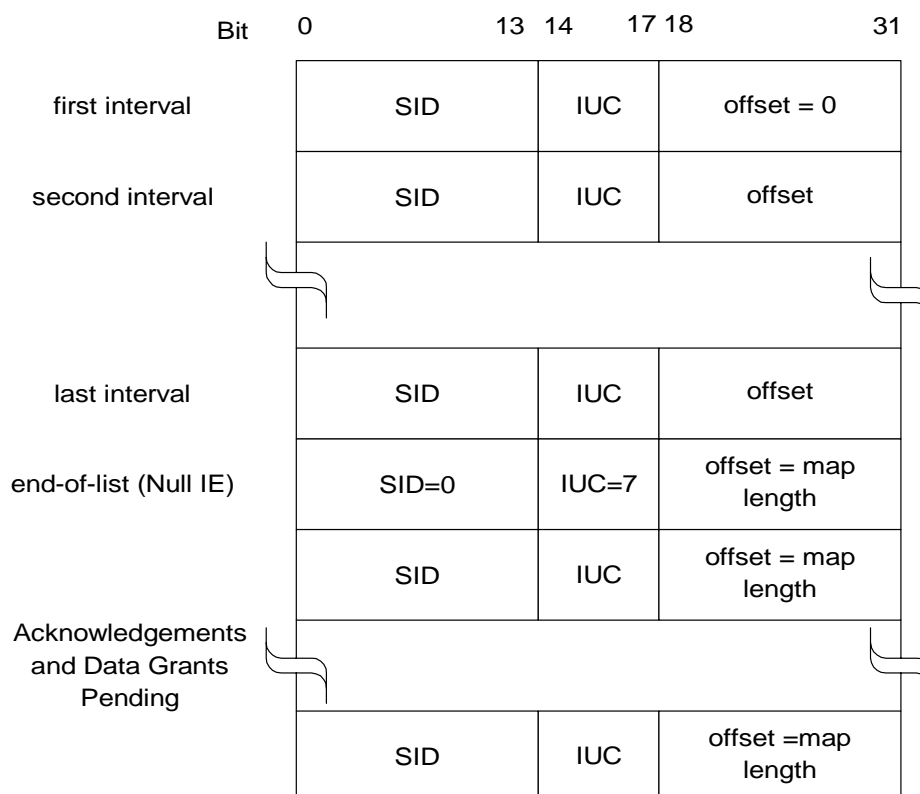 Bit 0 13 14 17 18 31
first interval SID IUC offset = 0
second interval SID IUC offset
last interval SID IUC offset
end-of-list (Null IE) SID=0 IUC=7 offset = map
length
SID IUC offset = map
length
Acknowledgements
and Data Grants
Pending
SID IUC offset =map
length